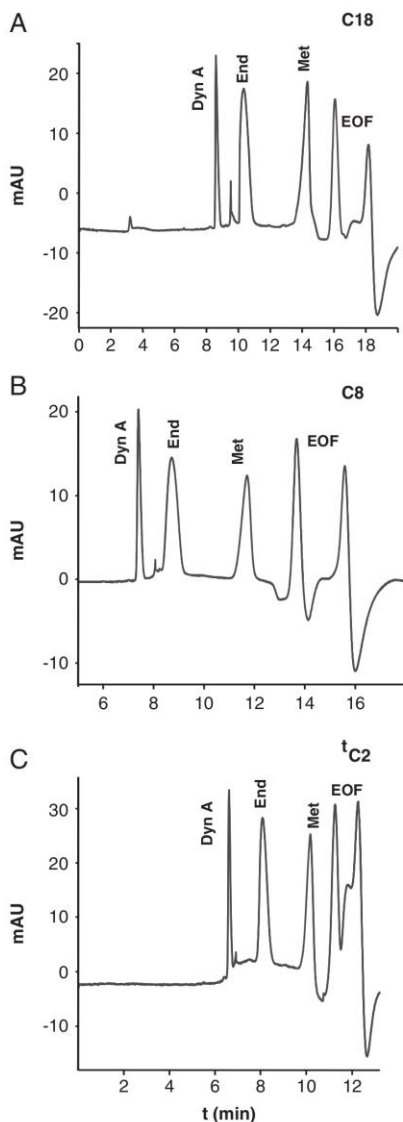 A
C18
Dyn A
End
Met
EOF
mAU
20
10
0
-10
-20
0 2 4 6 8 10 12 14 16 18
B
C8
Dyn A
End
Met
EOF
mAU
20
10
0
-10
6 8 10 12 14 16
C
tC2
Dyn A
End
Met
EOF
mAU
30
20
10
0
-10
2 4 6 8 10 12
t (min)